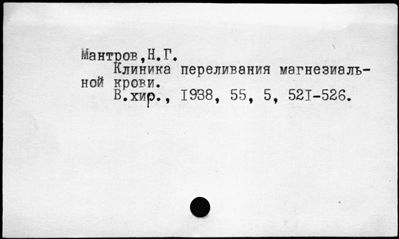 Мантров,Н.Г.
Клиника переливания магнезиаль-
ной крови.
В.хир., 1938, 55, 5, 521-526.